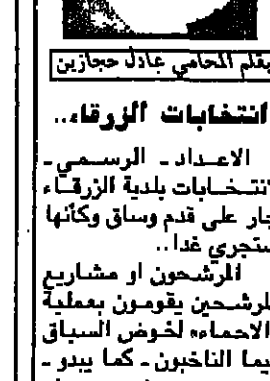 بقلم المحامي عادل حجازين
انتخابات الزرقاء..
الاعداد ـ الرسمي ـ
لانتخابات بلدية الزرقاء
جار على قدم وساق وكأنها
ستجري غدا..
المرشحون او مشاريع
المرشحين يقومون بعملية
«الاحماء» لخوض السباق
فيما الناخبون ـ كما يبدو ـ